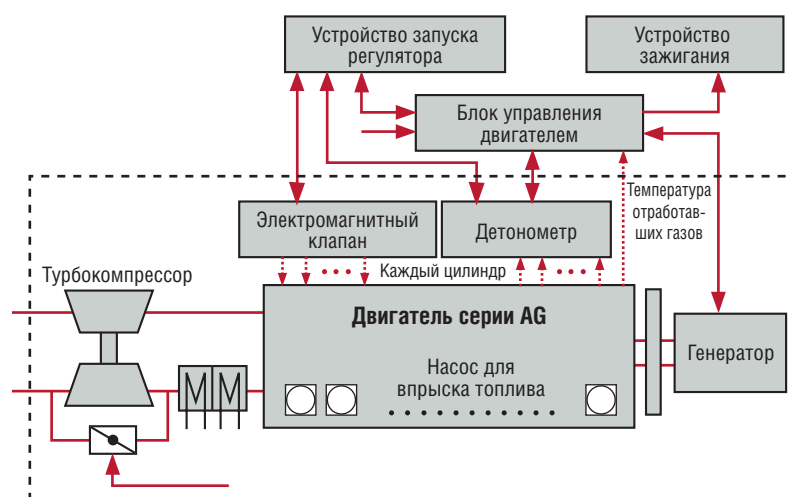 Устройство запуска
регулятора
Устройство
зажигания
Блок управления
двигателем
Температура
отработав-
ших газов
Электромагнитный
клапан
Детонометр
Каждый цилиндр
Турбокомпрессор
Двигатель серии AG
Генератор
Насос для
впрыска топлива